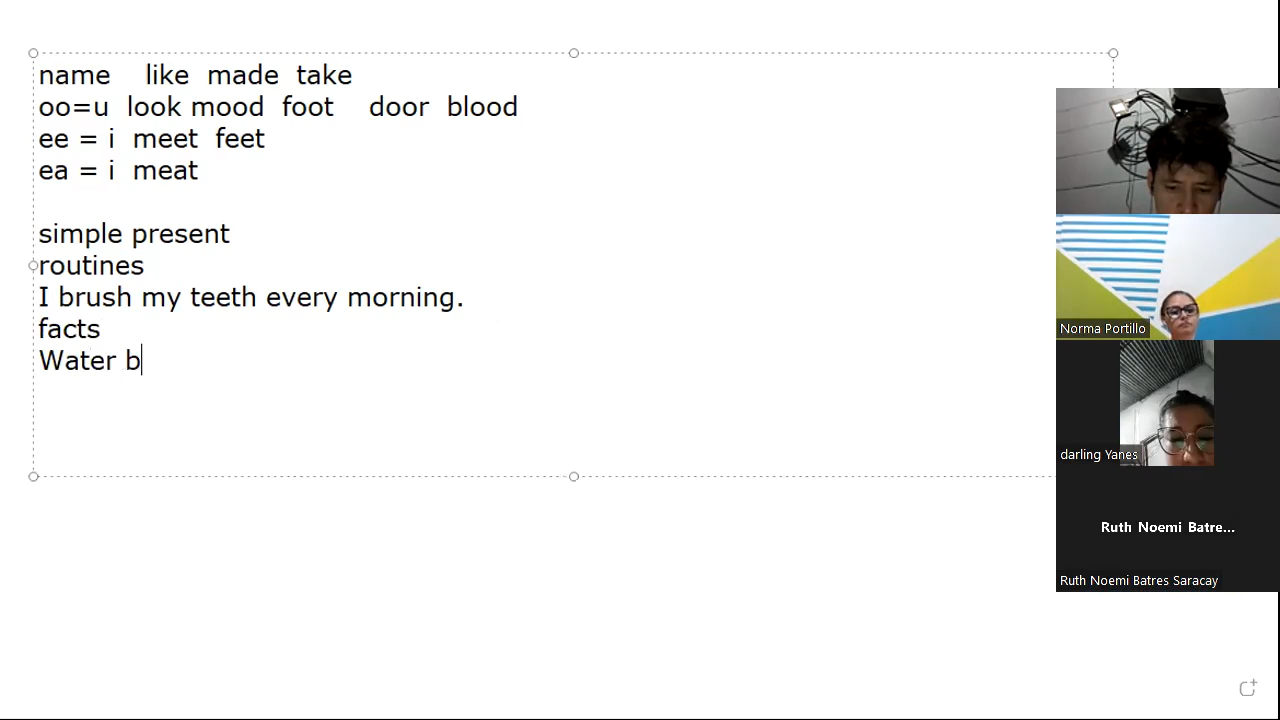 name like made take
oo=u look mood foot door blood
ee = i meet feet
ea = i meat
simple present
routines
I brush my teeth every morning.
facts
Water b
Norma Portillo
darling Yanes
Ruth Noemi Batre...
Ruth Noemi Batres Saracay